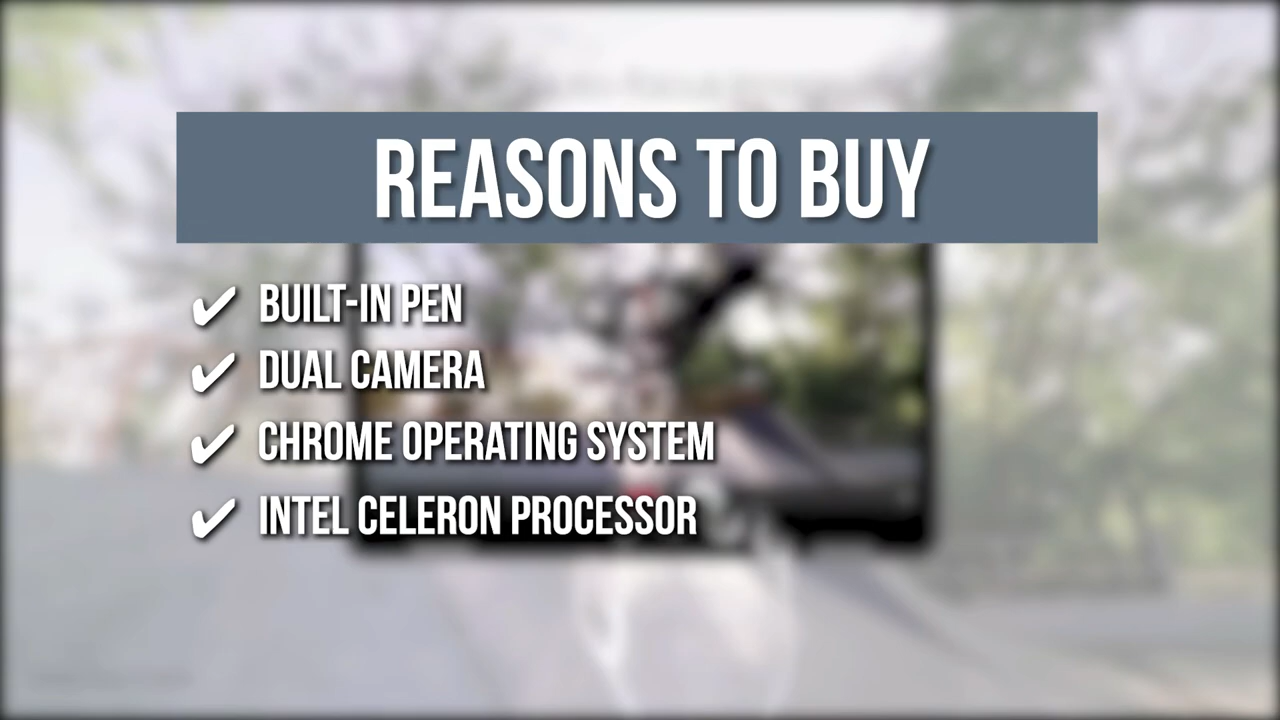 REASONS TO BUY
✔ BUILT-IN PEN
✔ DUAL CAMERA
✔ CHROME OPERATING SYSTEM
✔ INTEL CELERON PROCESSOR